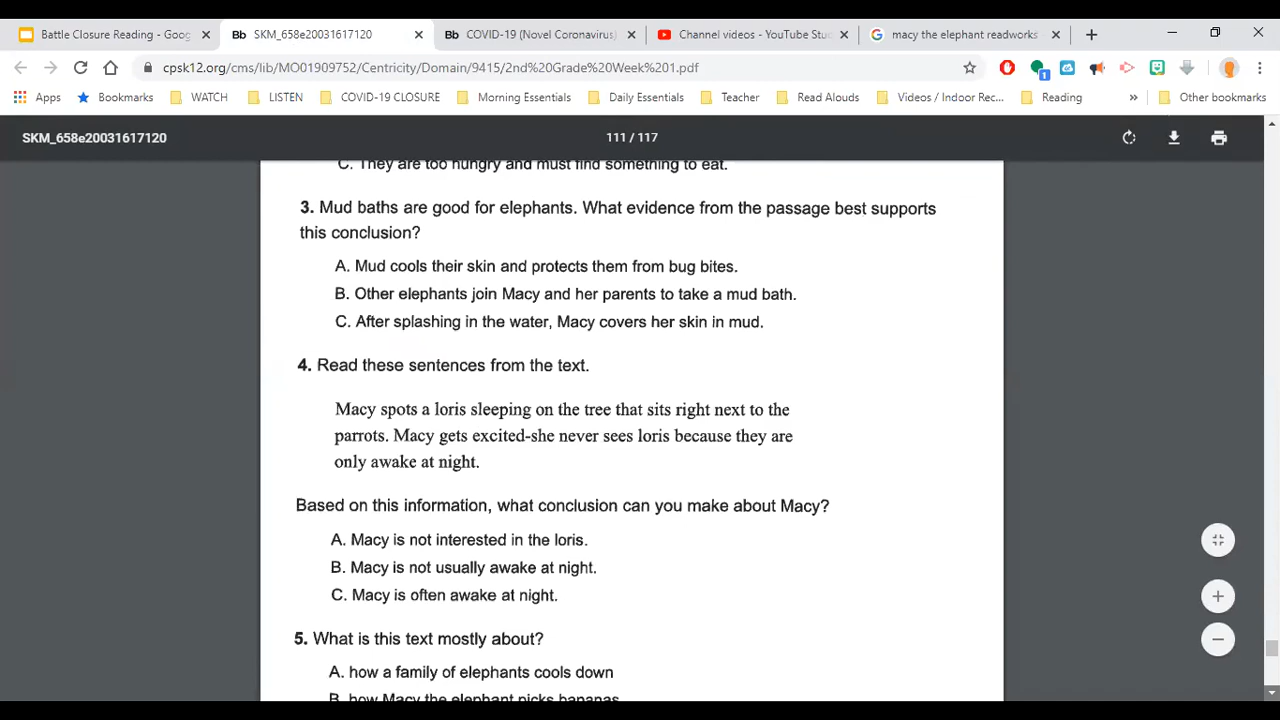 Battle Closure Reading - Goog
SKM_658e20031617120
COVID-19 (Novel Coronavirus)
Channel videos - YouTube Stu
macy the elephant readworks
cpsk12.org/cms/lib/MO01909752/Centricity/Domain/9415/2nd%20Grade%20Week%201.pdf
Apps Bookmarks WATCH LISTEN COVID-19 CLOSURE Morning Essentials Daily Essentials Teacher Read Alouds Videos / Indoor Rec... Reading » Other bookmarks
SKM_658e20031617120 111 / 117
C. They are too hungry and must find something to eat.
3. Mud baths are good for elephants. What evidence from the passage best supports
this conclusion?
A. Mud cools their skin and protects them from bug bites.
B. Other elephants join Macy and her parents to take a mud bath.
C. After splashing in the water, Macy covers her skin in mud.
4. Read these sentences from the text.
Macy spots a loris sleeping on the tree that sits right next to the
parrots. Macy gets excited-she never sees loris because they are
only awake at night.
Based on this information, what conclusion can you make about Macy?
A. Macy is not interested in the loris.
B. Macy is not usually awake at night.
C. Macy is often awake at night.
5. What is this text mostly about?
A. how a family of elephants cools down
B. how Macy the elephant picks bananas